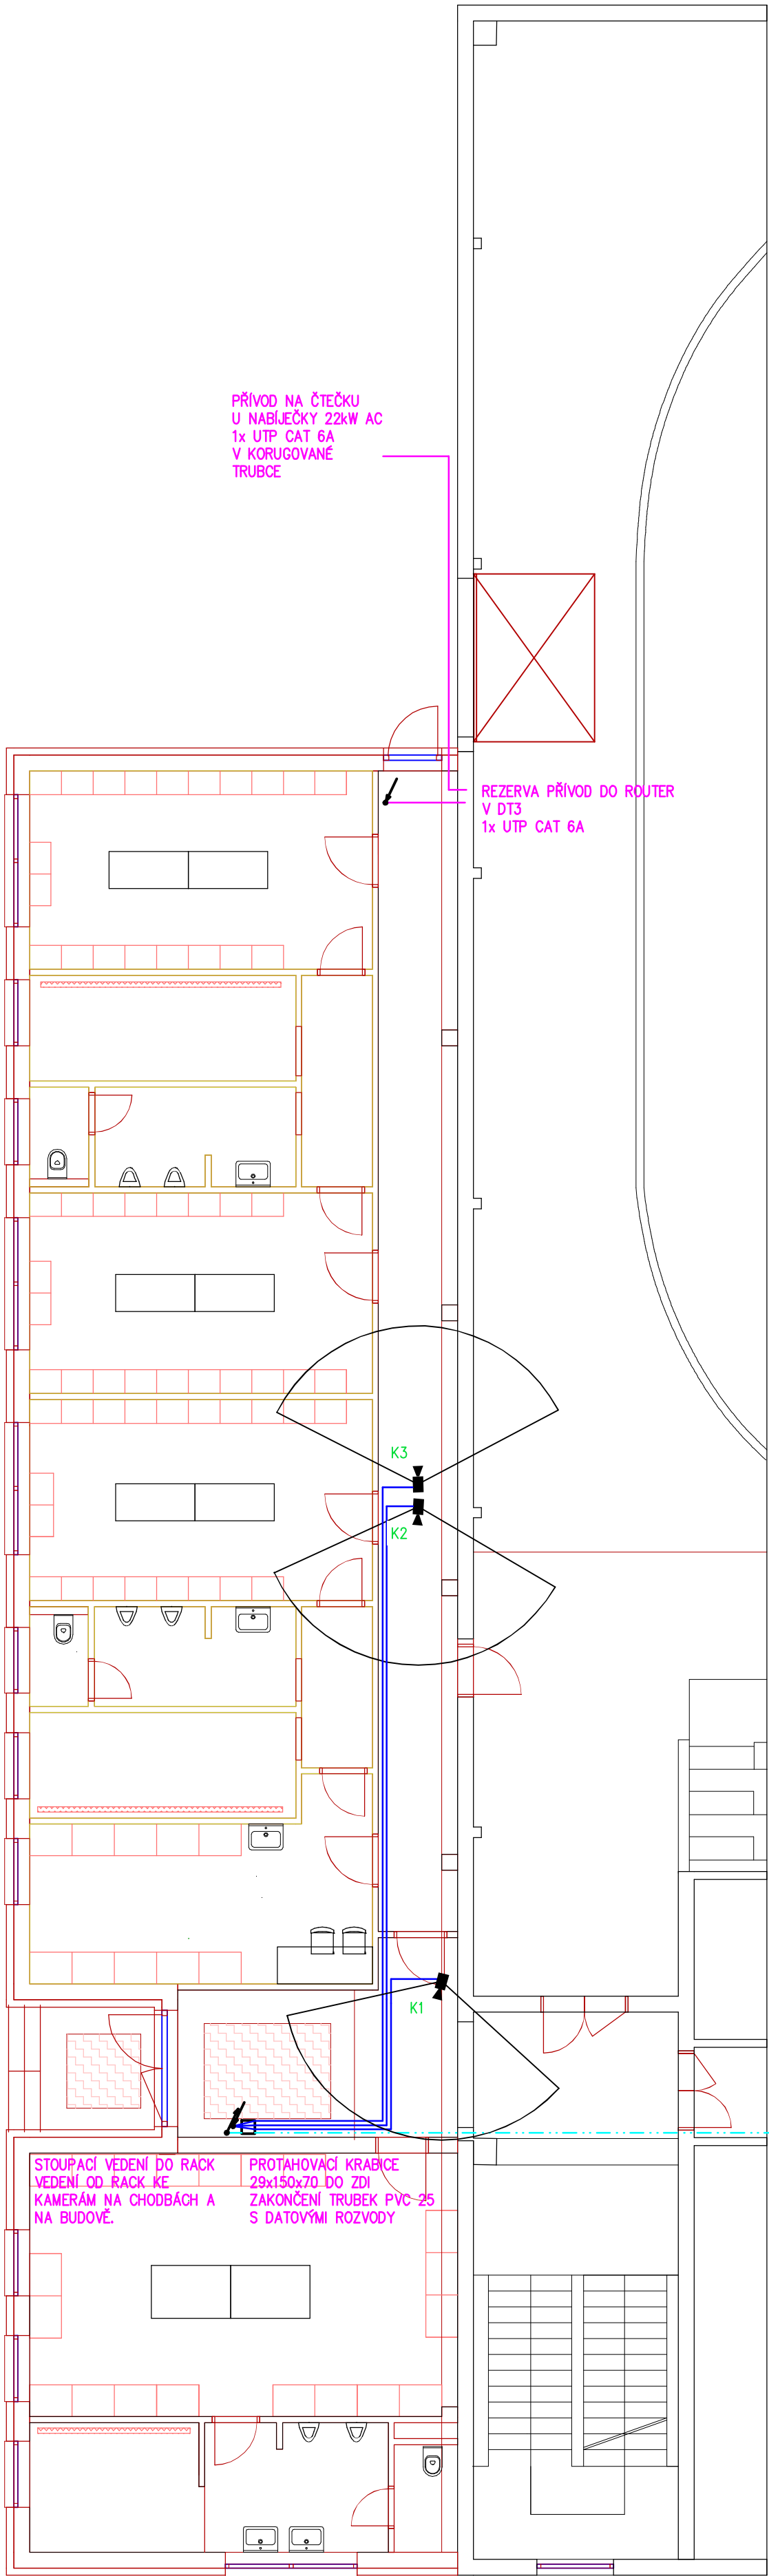 PŘÍVOD NA ČTEČKU
U NABÍJEČKY 22kW AC
1x UTP CAT 6A
V KORUGOVANÉ
TRUBCE
REZERVA PŘÍVOD DO ROUTER
V DT3
1x UTP CAT 6A
K3
K2
K1
STOUPACÍ VEDENÍ DO RACK
VEDENÍ OD RACK KE
KAMERÁM NA CHODBÁCH A
NA BUDOVĚ.
PROTAHOVACÍ KRABICE
29x150x70 DO ZDI
ZAKONČENÍ TRUBEK PVC 25
S DATOVÝMI ROZVODY